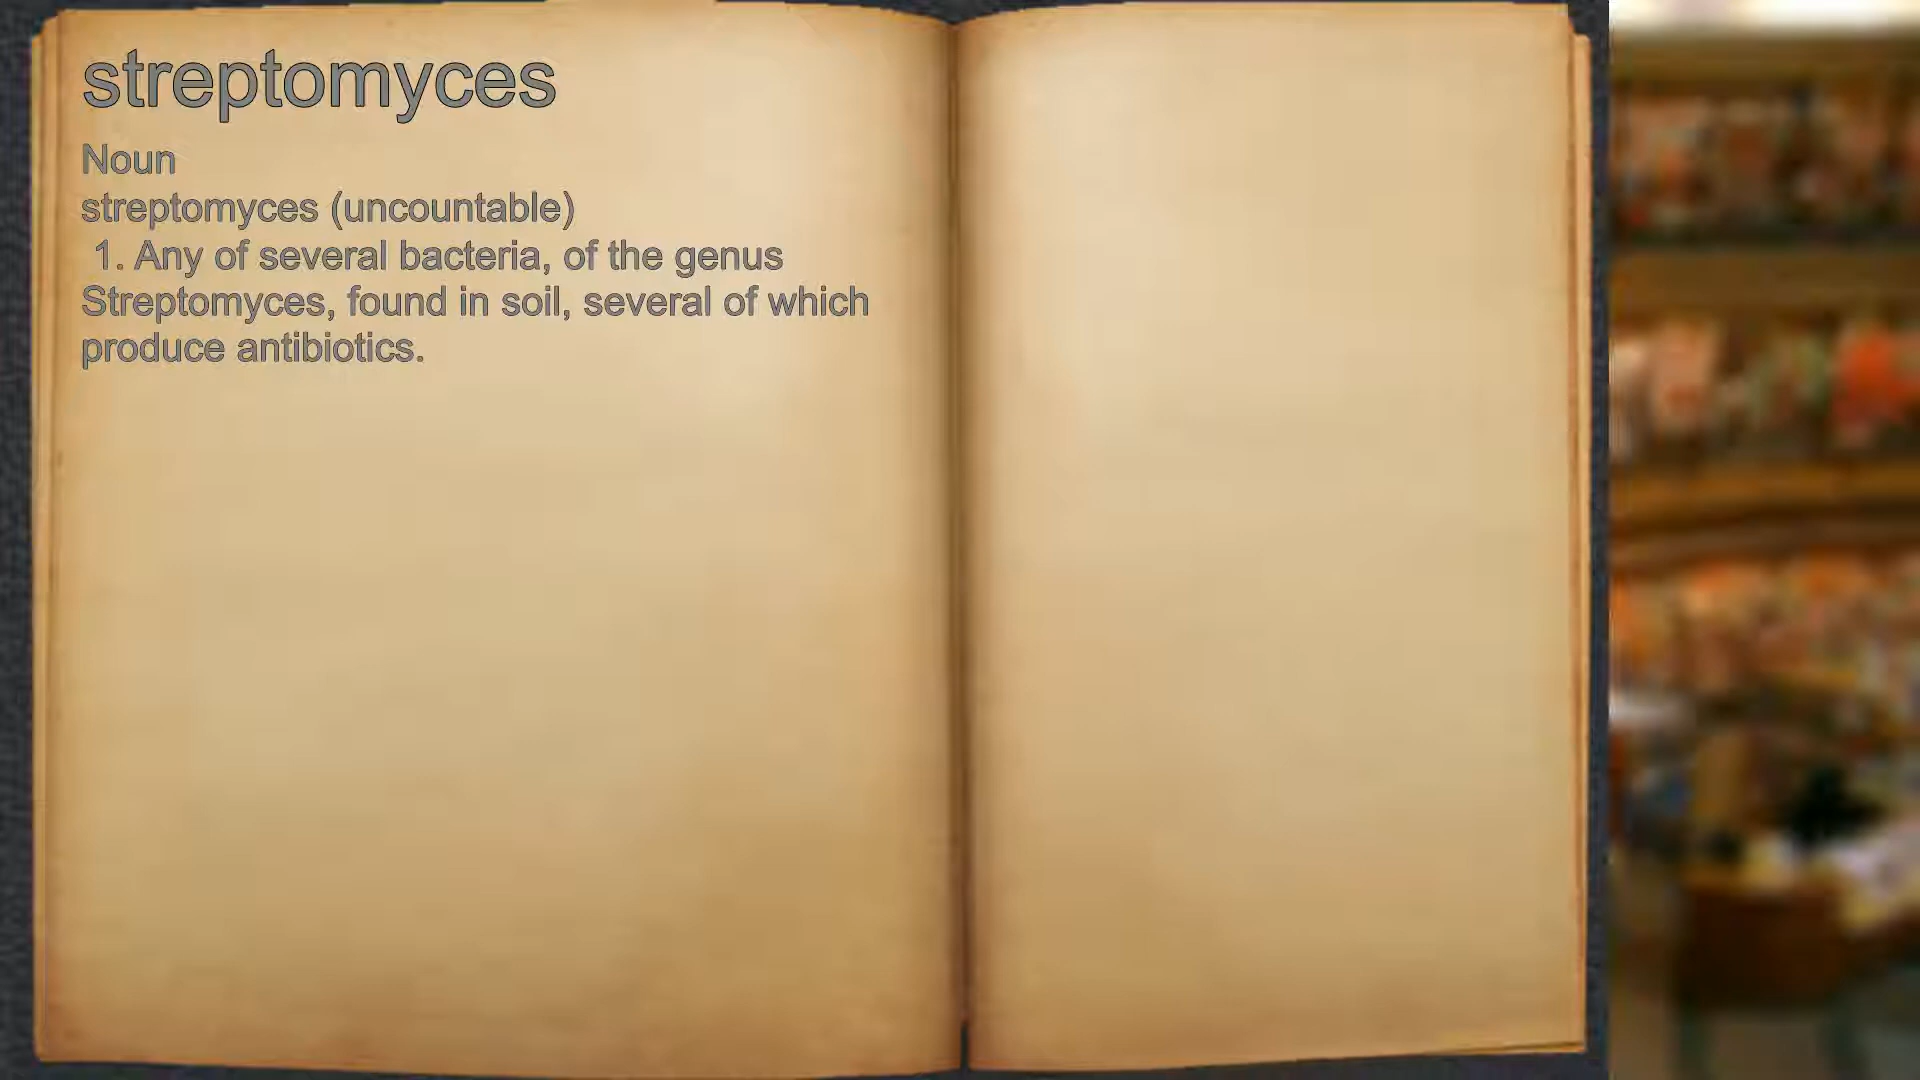 streptomyces
Noun
streptomyces (uncountable)
1. Any of several bacteria, of the genus
Streptomyces, found in soil, several of which
produce antibiotics.